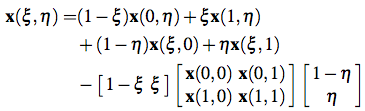 𝐱(ξ,η) =(1−ξ)𝐱(0,η)+ξ𝐱(1,η)
+(1−η)𝐱(ξ,0)+η𝐱(ξ,1)
−[1−ξ ξ] [𝐱(0,0) 𝐱(0,1) 𝐱(1,0) 𝐱(1,1)] [1−η η]